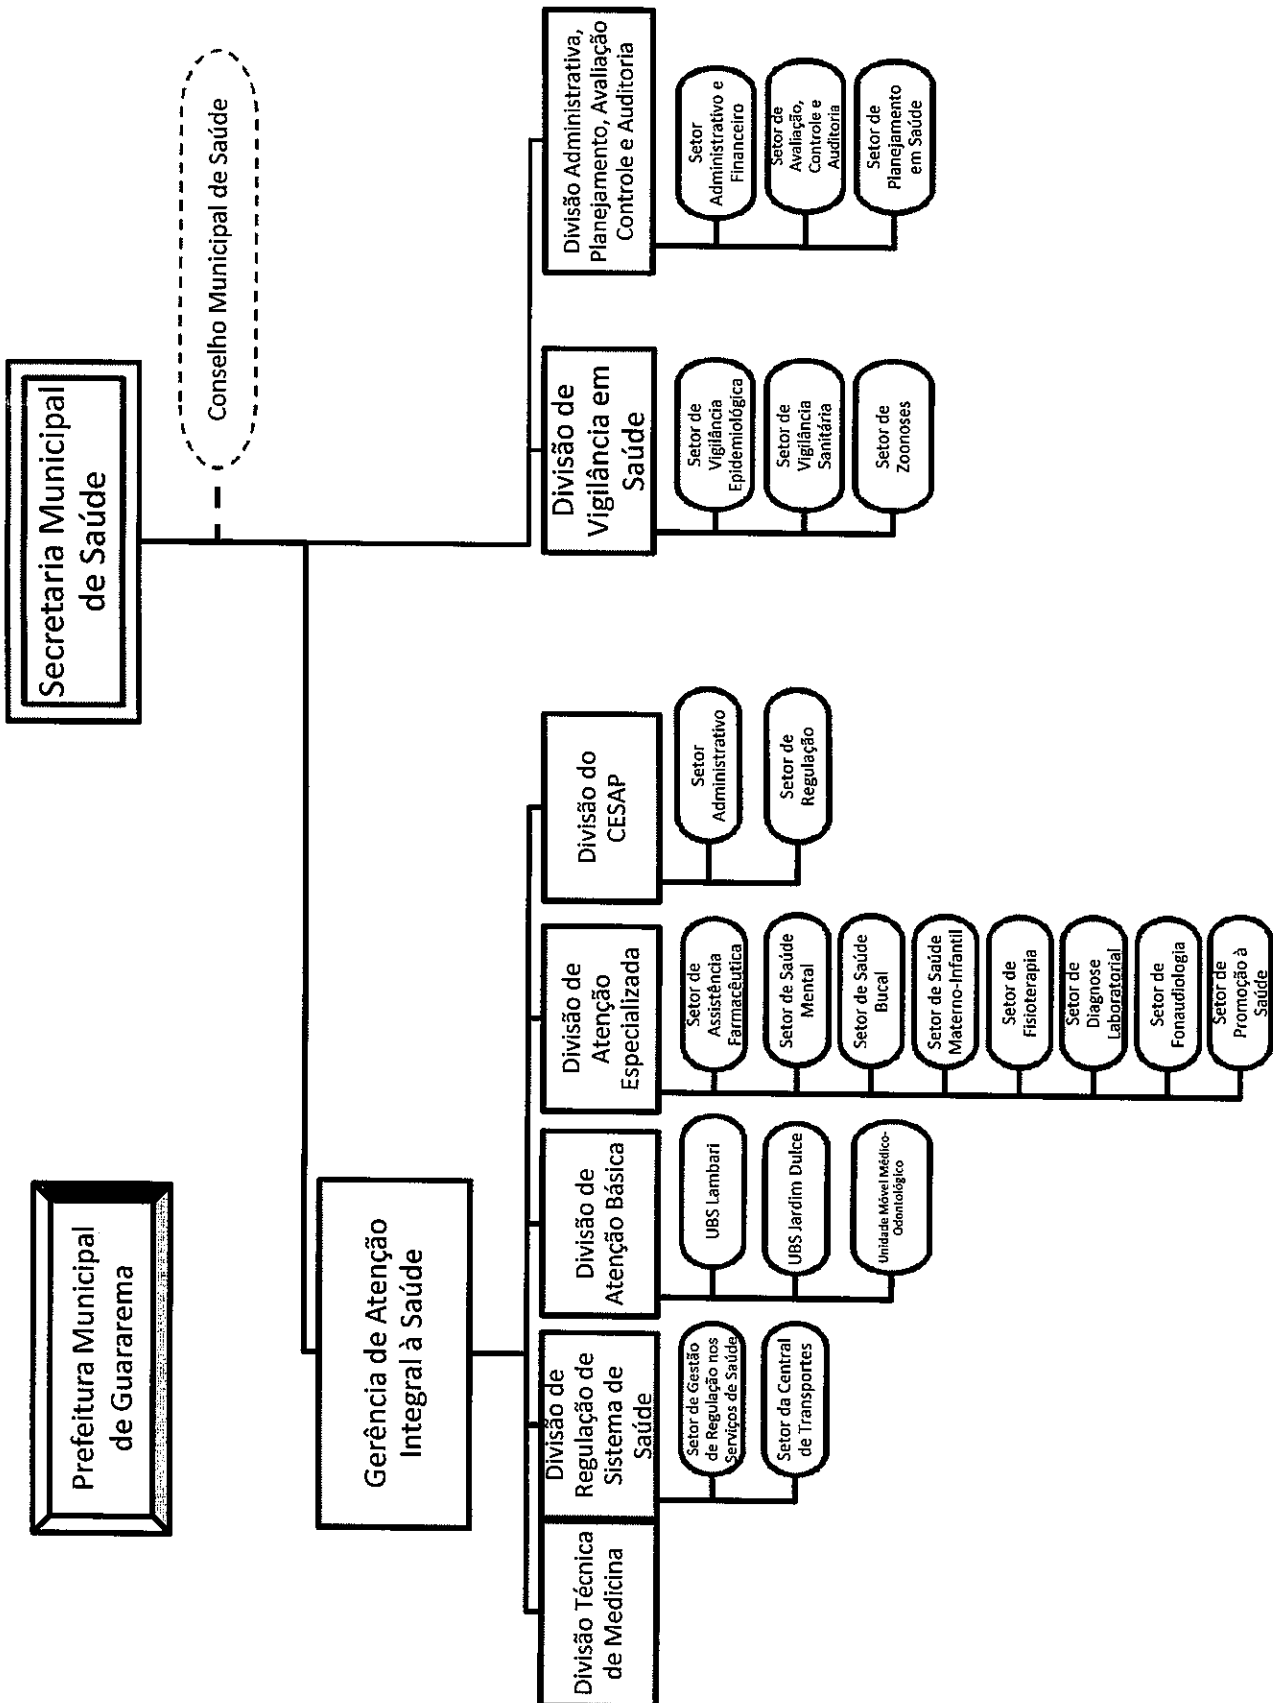 Prefeitura Municipal
de Guararema
Secretaria Municipal
de Saúde
Conselho Municipal de Saúde
Gerência de Atenção
Integral à Saúde
Divisão Técnica
de Medicina
Divisão de
Regulação de
Sistema de
Saúde
Setor de Gestão
de Regulação nos
Serviços de Saúde
Setor da Central
de Transportes
Divisão de
Atenção Básica
UBS Lambari
UBS Jardim Dulce
Unidade Móvel Médico-
Odontológico
Divisão de
Atenção
Especializada
Setor de
Assistência
Farmacêutica
Setor de Saúde
Mental
Setor de Saúde
Bucal
Setor de Saúde
Materno-Infantil
Setor de
Fisioterapia
Setor de
Diagnose
Laboratorial
Setor de
Fonaudiologia
Setor de
Promoção à
Saúde
Divisão do
CESAP
Setor
Administrativo
Setor de
Regulação
Divisão de
Vigilância em
Saúde
Setor de
Vigilância
Epidemiológica
Setor de
Vigilância
Sanitária
Setor de
Zoonoses
Divisão Administrativa,
Planejamento, Avaliação
Controle e Auditoria
Setor
Administrativo e
Financeiro
Setor de
Avaliação,
Controle e
Auditoria
Setor de
Planejamento
em Saúde